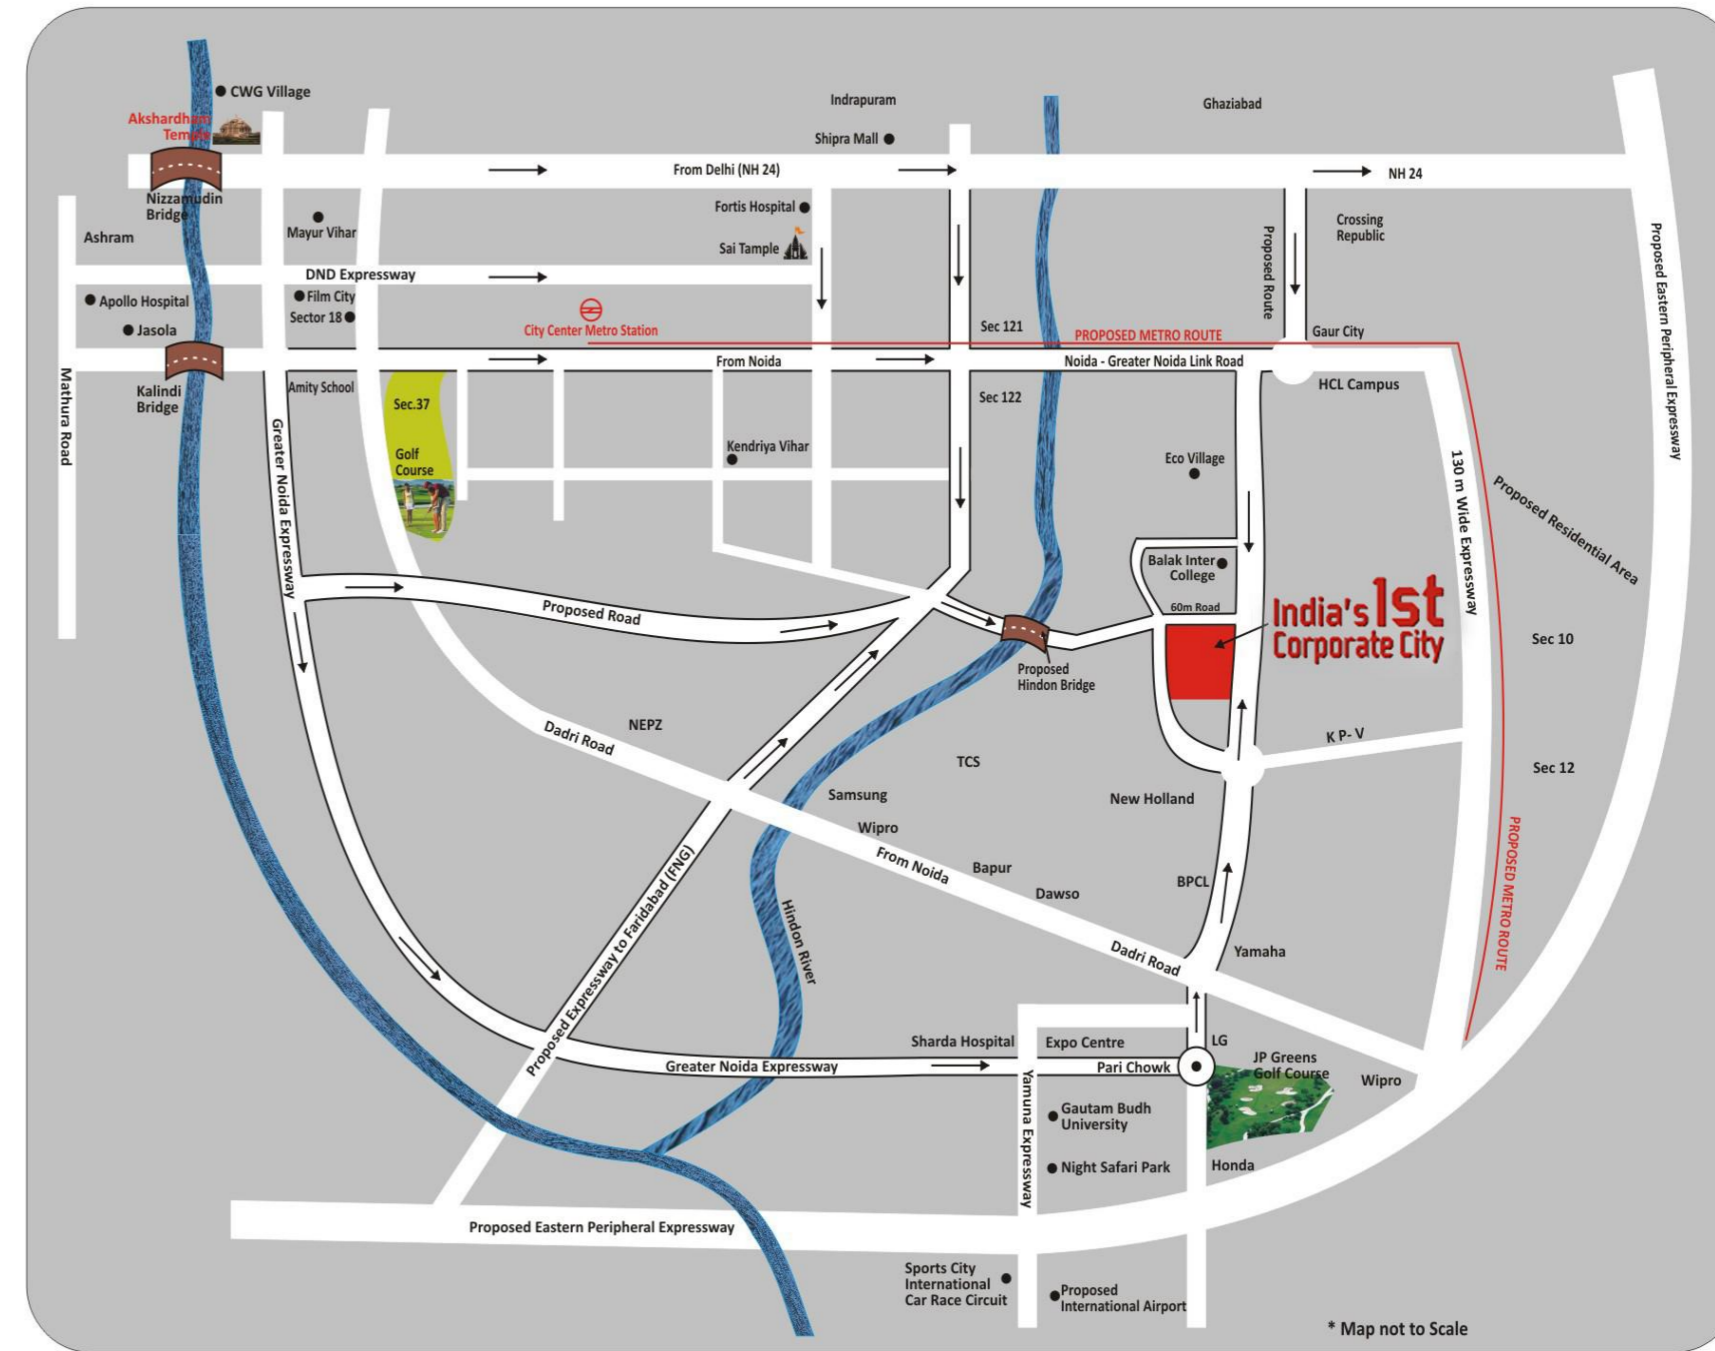 CWG Village
Akshardham
Temple
Nizzamudin
Bridge
Indrapuram
Ghaziabad
Shipra Mall
From Delhi (NH 24)
NH 24
Ashram
Mayur Vihar
Fortis Hospital
Sai Tample
Crossing
Republic
Proposed Route
Proposed Eastern Peripheral Expressway
DND Expressway
Apollo Hospital
Film City
Jasola
Sector 18
City Center Metro Station
Sec 121
PROPOSED METRO ROUTE
Gaur City
From Noida
Noida - Greater Noida Link Road
Kalindi
Bridge
Mathura Road
Amity School
Sec.37
Sec 122
HCL Campus
Greater Noida Expressway
Golf
Course
Kendriya Vihar
Eco Village
130 m Wide Expressway
Proposed Residential Area
Balak Inter
College
60m Road
India's 1st
Corporate City
Proposed Road
Sec 10
Proposed
Hindon Bridge
NEPZ
Dadri Road
K P- V
TCS
Sec 12
Samsung
New Holland
Wipro
From Noida
Bapur
Dawso
BPCL
PROPOSED METRO ROUTE
Proposed Expressway to Faridabad (FNG)
Hindon River
Dadri Road
Yamaha
Sharda Hospital
Expo Centre
LG
Greater Noida Expressway
Pari Chowk
JP Greens
Golf Course
Wipro
Yamuna Expressway
Gautam Budh
University
Night Safari Park
Honda
Proposed Eastern Peripheral Expressway
Sports City
International
Car Race Circuit
Proposed
International Airport
* Map not to Scale